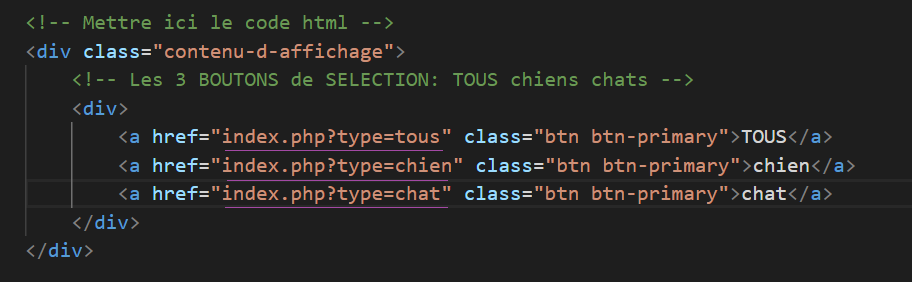 <!-- Mettre ici le code html -->
<div class="contenu-d-affichage">
<!-- Les 3 BOUTONS de SELECTION: TOUS chiens chats -->
<div>
<a href="index.php?type=tous" class="btn btn-primary">TOUS</a>
<a href="index.php?type=chien" class="btn btn-primary">chien</a>
<a href="index.php?type=chat" class="btn btn-primary">chat</a>
</div>
</div>